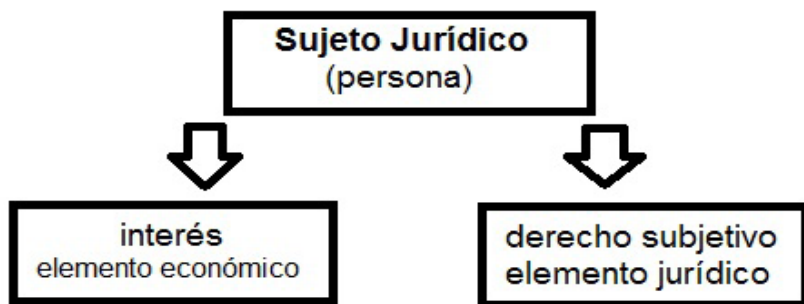 Sujeto Jurídico
(persona)
interés
elemento económico
derecho subjetivo
elemento jurídico